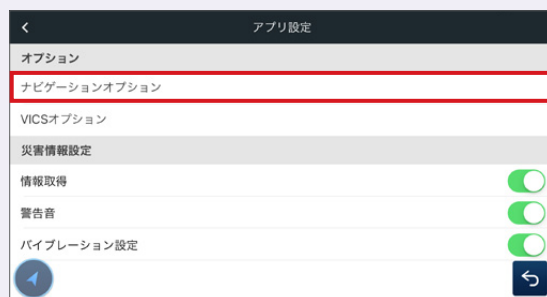 アプリ設定
オプション
ナビゲーションオプション
VICSオプション
災害情報設定
情報取得
警告音
バイブレーション設定